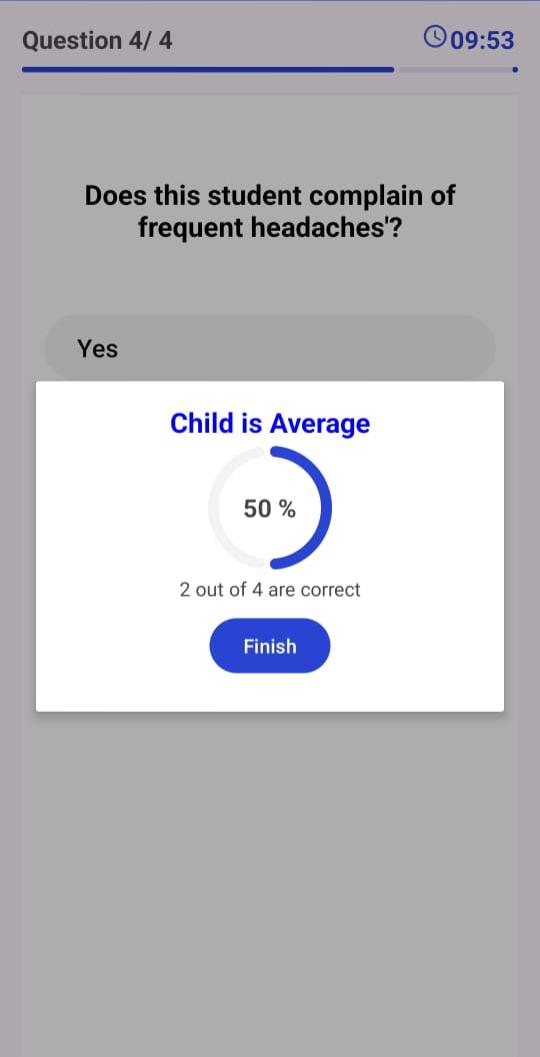 Question 4/ 4
09:53
Does this student complain of
frequent headaches'?
Yes
Child is Average
50 %
2 out of 4 are correct
Finish